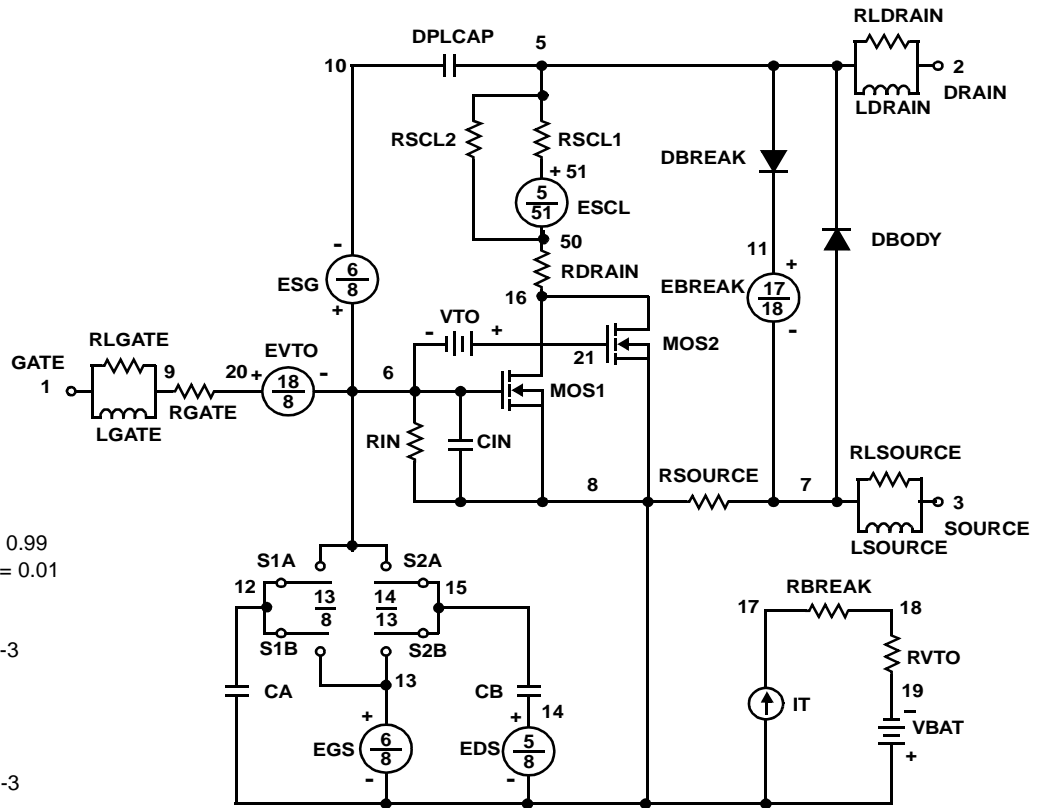 RLDRAIN
DPLCAP
5
10
2
DRAIN
LDRAIN
RSCL2
RSCL1
DBREAK
+ 51
5
51
ESCL
50
DBODY
RDRAIN
11
-
6
8
ESG
+
16
+
EBREAK
17
18
-
VTO
-
+
MOS2
21
RLGATE
GATE
1
9
20
EVTO
+
18
8
-
6
MOS1
RGATE
LGATE
RIN
CIN
RLSOURCE
RSOURCE
8
7
3
SOURCE
LSOURCE
0.99
= 0.01
S1A
S2A
12
15
13
8
14
13
S1B
S2B
RBREAK
17
18
-3
RVTO
13
CA
CB
14
19
IT
-
VBAT
+
+
EGS
6
8
-
+
EDS
5
8
-
-3